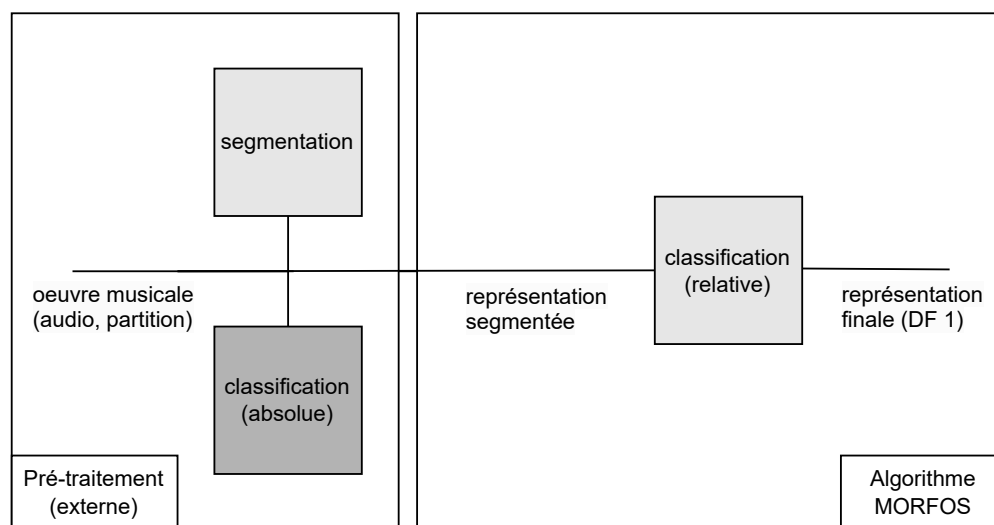 segmentation
oeuvre musicale
(audio, partition)
classification
(absolue)
Pré-traitement
(externe)
représentation
segmentée
classification
(relative)
représentation
finale (DF 1)
Algorithme
MORFOS